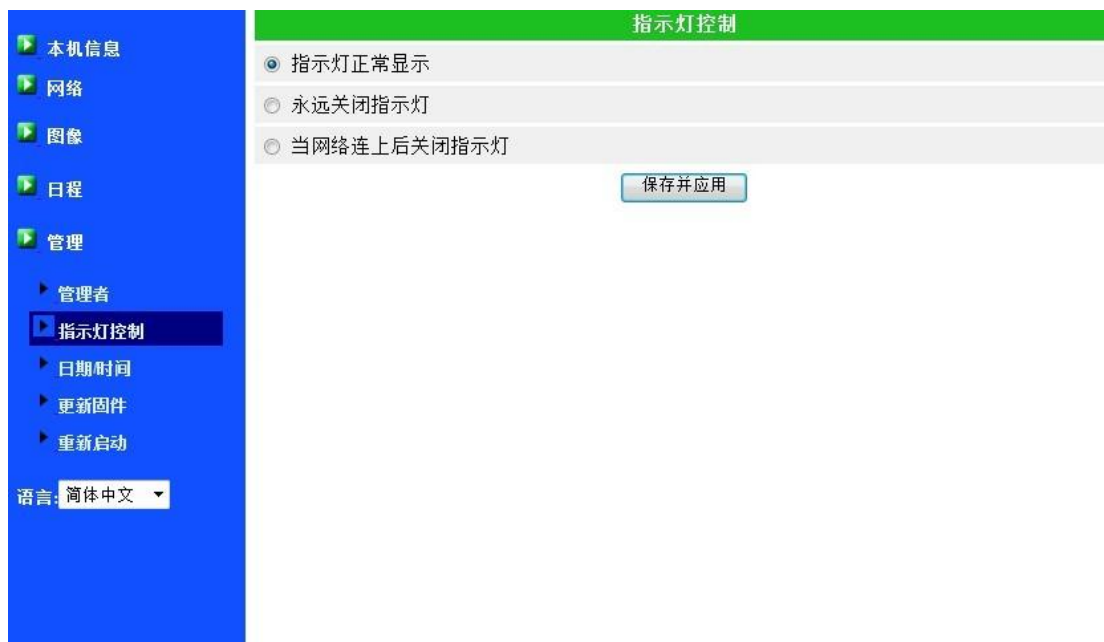 本机信息
网络
图像
日程
管理
管理者
指示灯控制
日期/时间
更新固件
重新启动
语言:简体中文
指示灯控制
指示灯正常显示
永远关闭指示灯
当网络连上后关闭指示灯
保存并应用